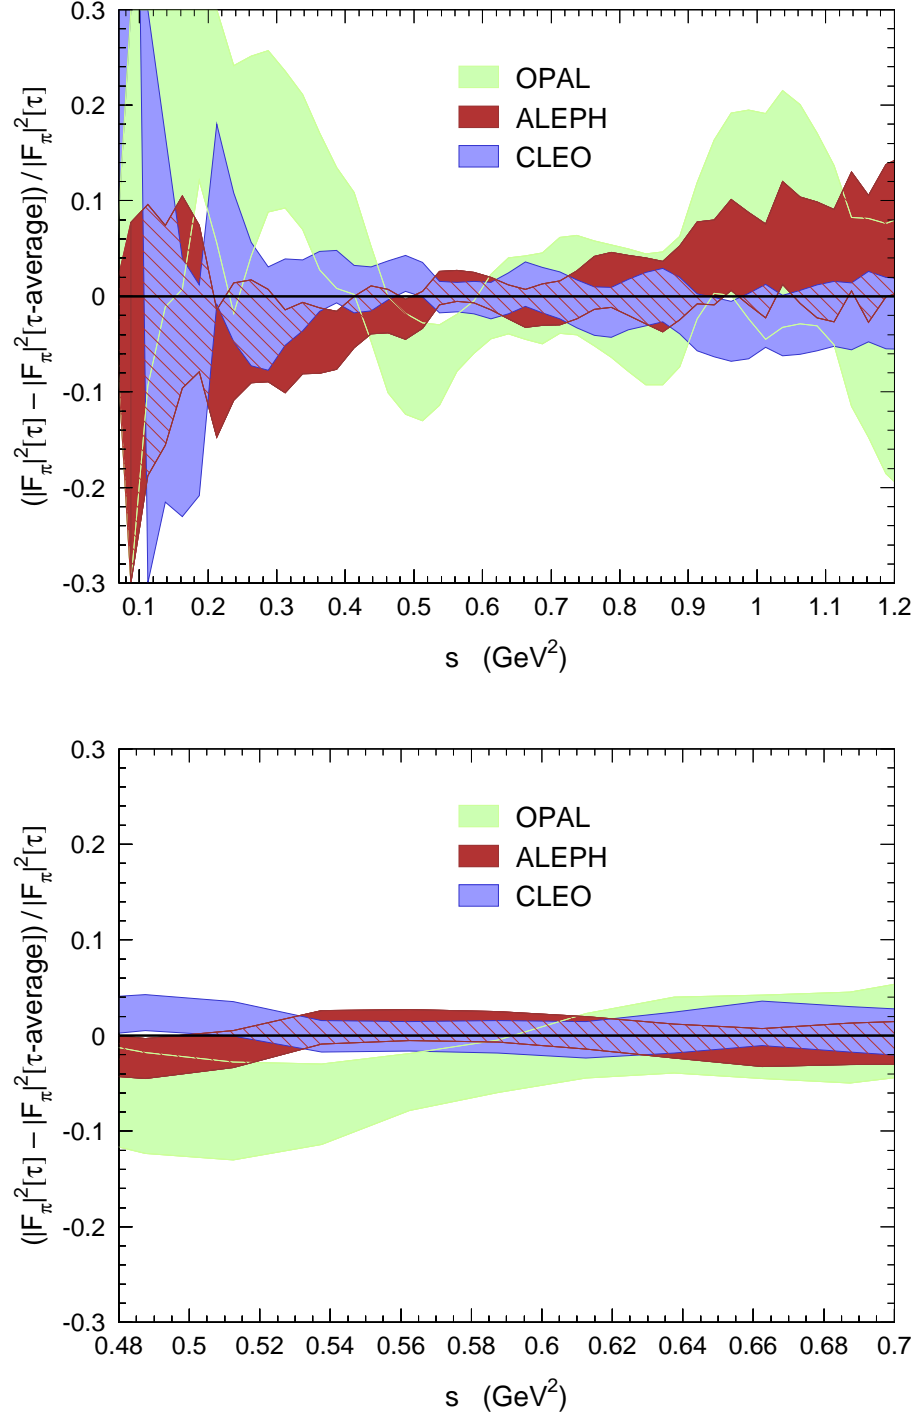 (|Fπ|²[τ] − |Fπ|²[τ-average]) / |Fπ|²[τ]
0.3
0.2
0.1
0
-0.1
-0.2
-0.3
OPAL
ALEPH
CLEO
0.1 0.2 0.3 0.4 0.5 0.6 0.7 0.8 0.9 1 1.1 1.2
s (GeV²)
(|Fπ|²[τ] − |Fπ|²[τ-average]) / |Fπ|²[τ]
0.3
0.2
0.1
0
-0.1
-0.2
-0.3
OPAL
ALEPH
CLEO
0.48 0.5 0.52 0.54 0.56 0.58 0.6 0.62 0.64 0.66 0.68 0.7
s (GeV²)